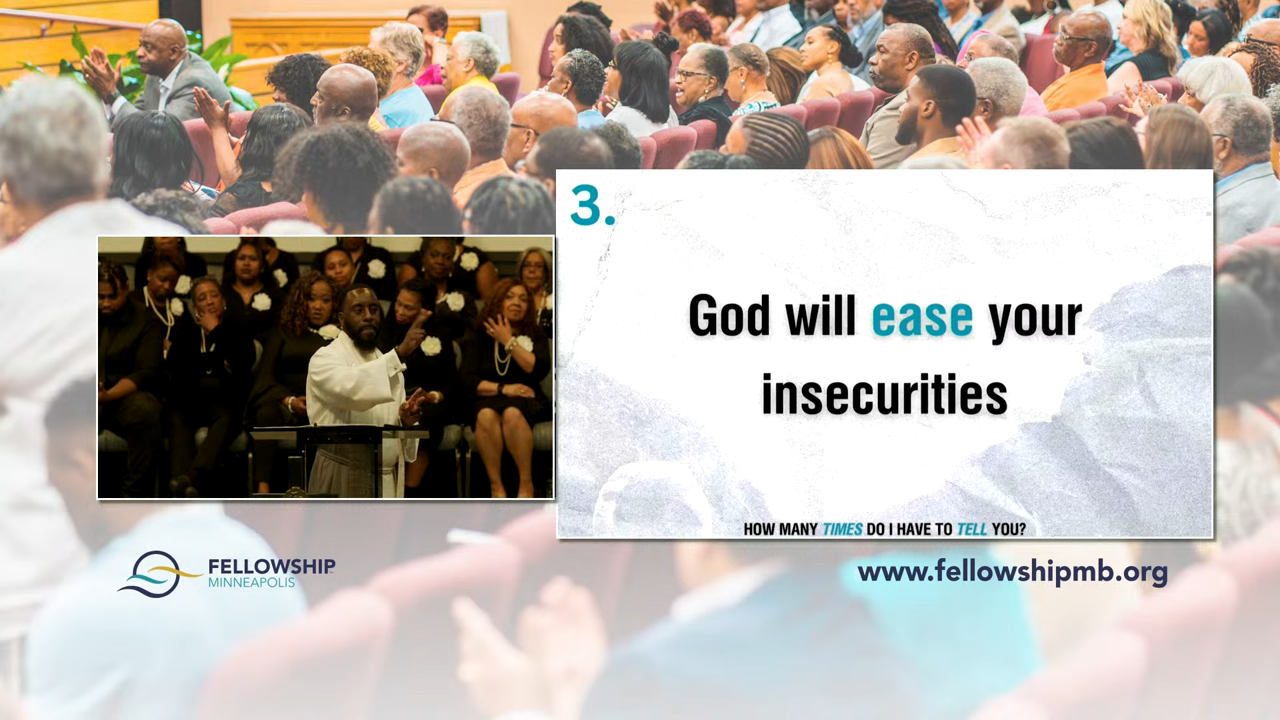 3.
God will ease your
insecurities
HOW MANY TIMES DO I HAVE TO TELL YOU?
FELLOWSHIP
MINNEAPOLIS
www.fellowshipmb.org